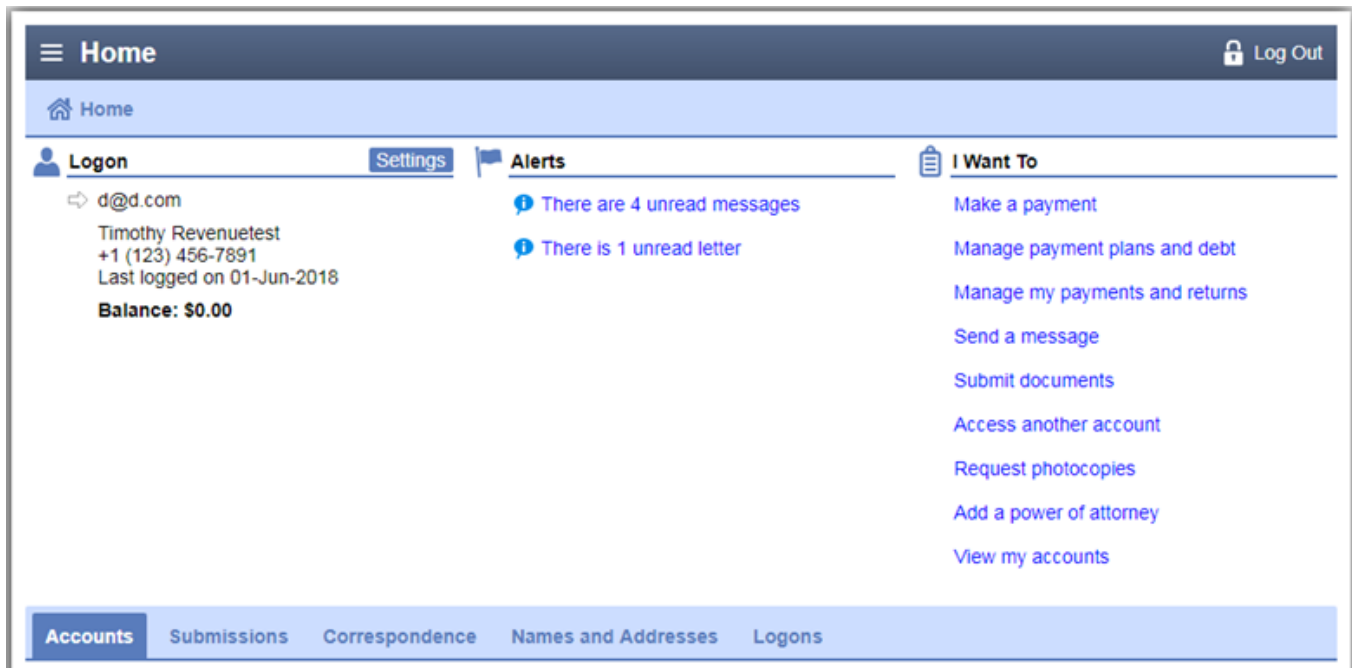 Home
Log Out
Home
Logon
Settings
d@d.com
Timothy Revenuetest
+1 (123) 456-7891
Last logged on 01-Jun-2018
Balance: $0.00
Alerts
There are 4 unread messages
There is 1 unread letter
I Want To
Make a payment
Manage payment plans and debt
Manage my payments and returns
Send a message
Submit documents
Access another account
Request photocopies
Add a power of attorney
View my accounts
Accounts Submissions Correspondence Names and Addresses Logons